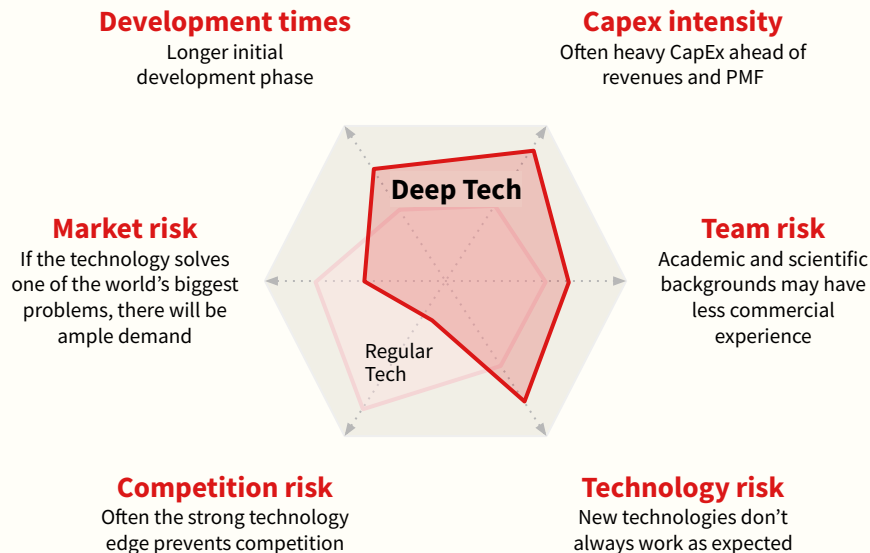 Development times
Longer initial
development phase
Capex intensity
Often heavy CapEx ahead of
revenues and PMF
Deep Tech
Market risk
If the technology solves
one of the world's biggest
problems, there will be
ample demand
Team risk
Academic and scientific
backgrounds may have
less commercial
experience
Regular
Tech
Competition risk
Often the strong technology
edge prevents competition
Technology risk
New technologies don't
always work as expected